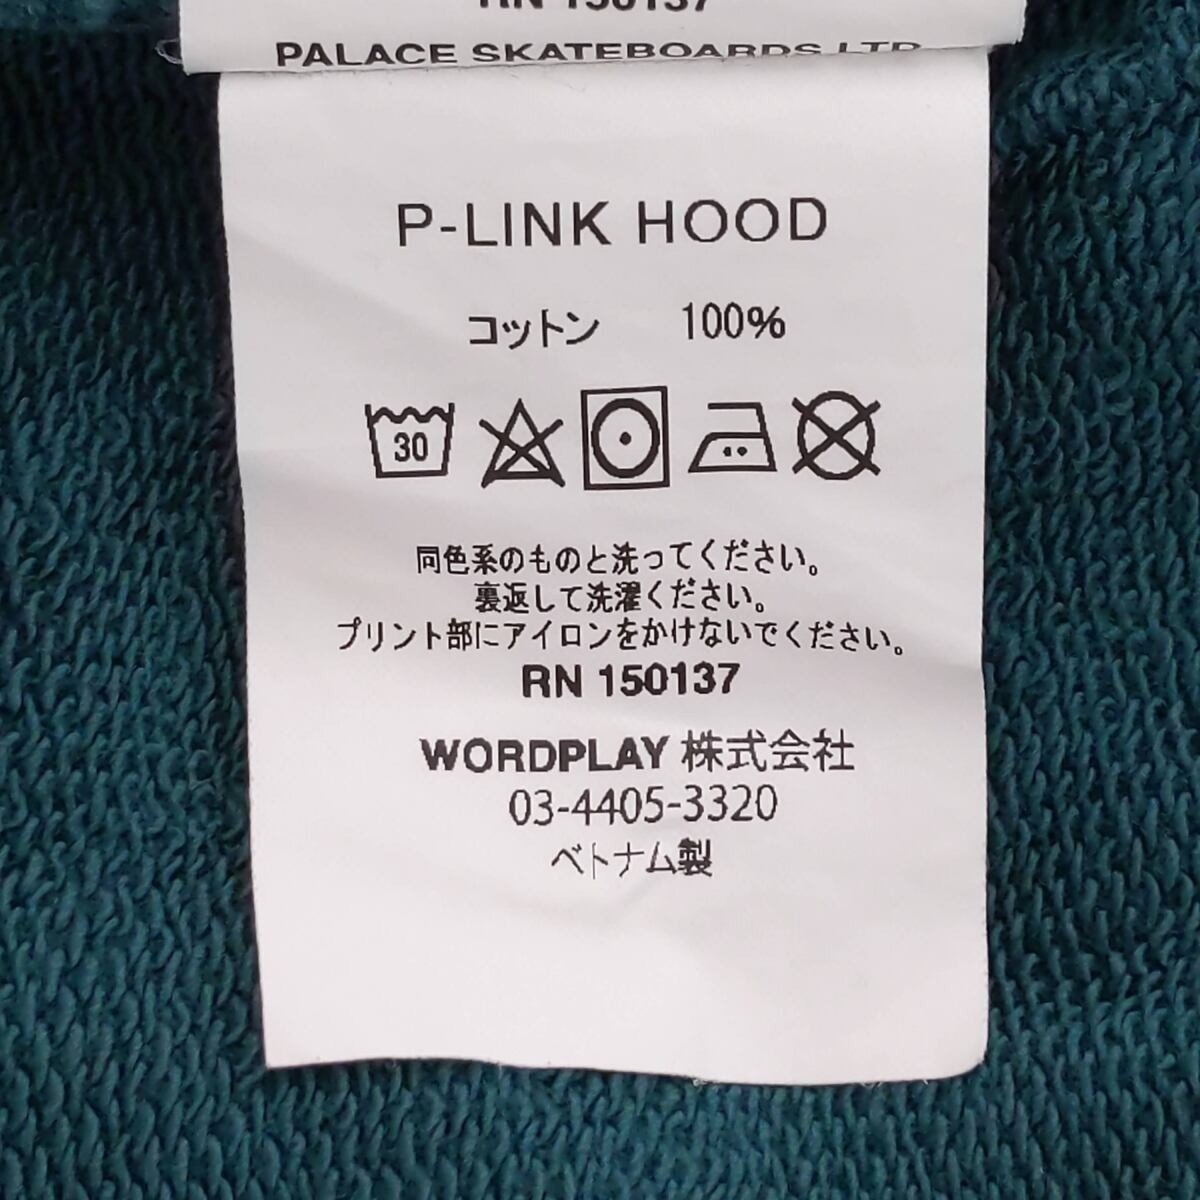 RN 150137
PALACE SKATEBOARDS LTD
P-LINK HOOD
コットン 100%
30
同色系のものと洗ってください。
裏返して洗濯ください。
プリント部にアイロンをかけないでください。
RN 150137
WORDPLAY 株式会社
03-4405-3320
ベトナム製